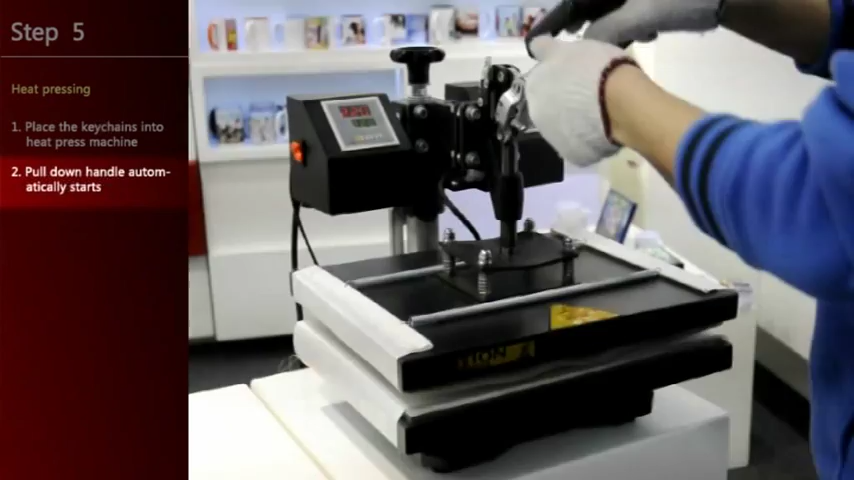 Step 5
Heat pressing
1. Place the keychains into
heat press machine
2. Pull down handle autom-
atically starts